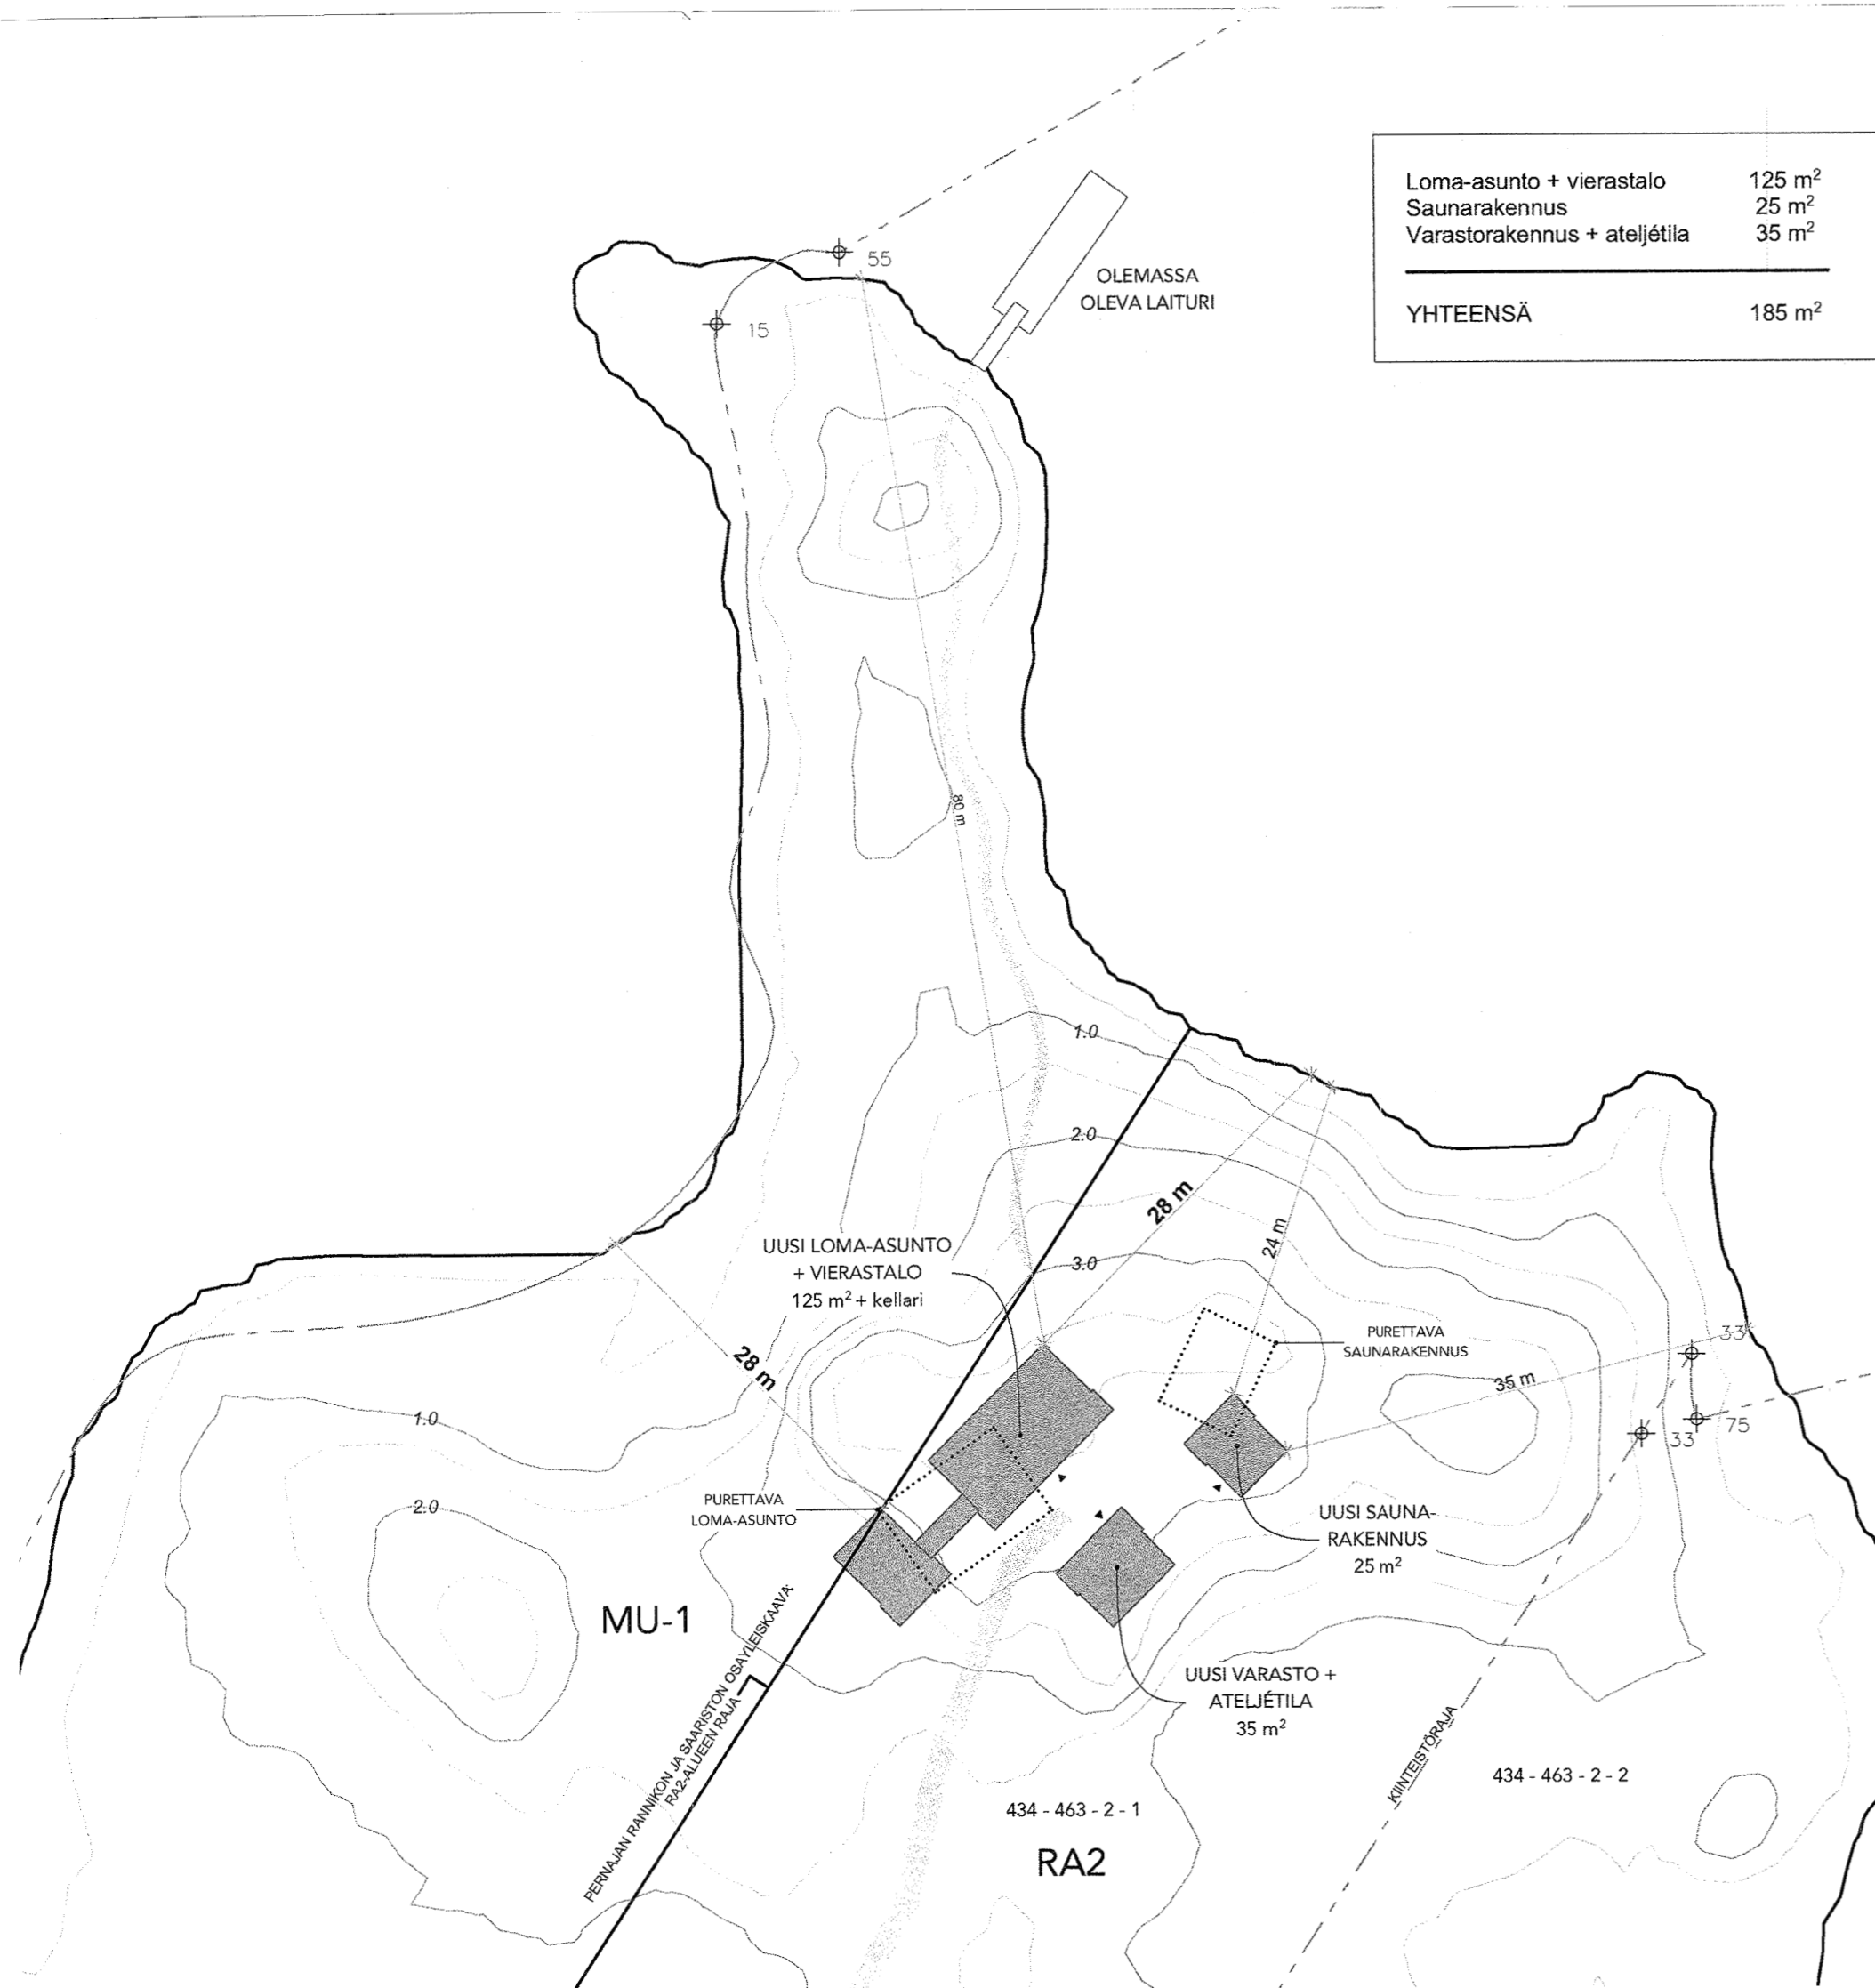 Loma-asunto + vierastalo 125 m²
Saunarakennus 25 m²
Varastorakennus + ateljétila 35 m²
YHTEENSÄ 185 m²
55
15
OLEMASSA
OLEVA LAITURI
80 m
1.0
2.0
28 m
24 m
3.0
UUSI LOMA-ASUNTO
+ VIERASTALO
125 m² + kellari
28 m
PURETTAVA
SAUNARAKENNUS
33
35 m
75
33
1.0
2.0
PURETTAVA
LOMA-ASUNTO
UUSI SAUNA-
RAKENNUS
25 m²
MU-1
PERNAJAN RANNIKON JA SAARISTON OSAYLEISKAAVA:
RA2-ALUEEN RAJA
UUSI VARASTO +
ATELJÉTILA
35 m²
KIINTEISTÖRAJA
434 - 463 - 2 - 2
434 - 463 - 2 - 1
RA2